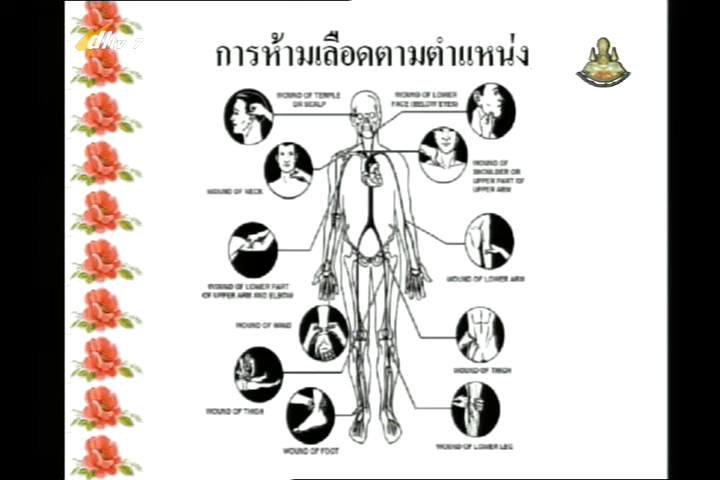 dltv 7
การห้ามเลือดตามตำแหน่ง
WOUND OF TEMPLE
OR SCALP
WOUND OF LOWER
FACE (BELOW EYES)
WOUND OF NECK
WOUND OF
SHOULDER OR
UPPER PART OF
UPPER ARM
WOUND OF LOWER PART
OF UPPER ARM AND ELBOW
WOUND OF LOWER ARM
WOUND OF HAND
WOUND OF THIGH
WOUND OF THIGH
WOUND OF FOOT
WOUND OF LOWER LEG